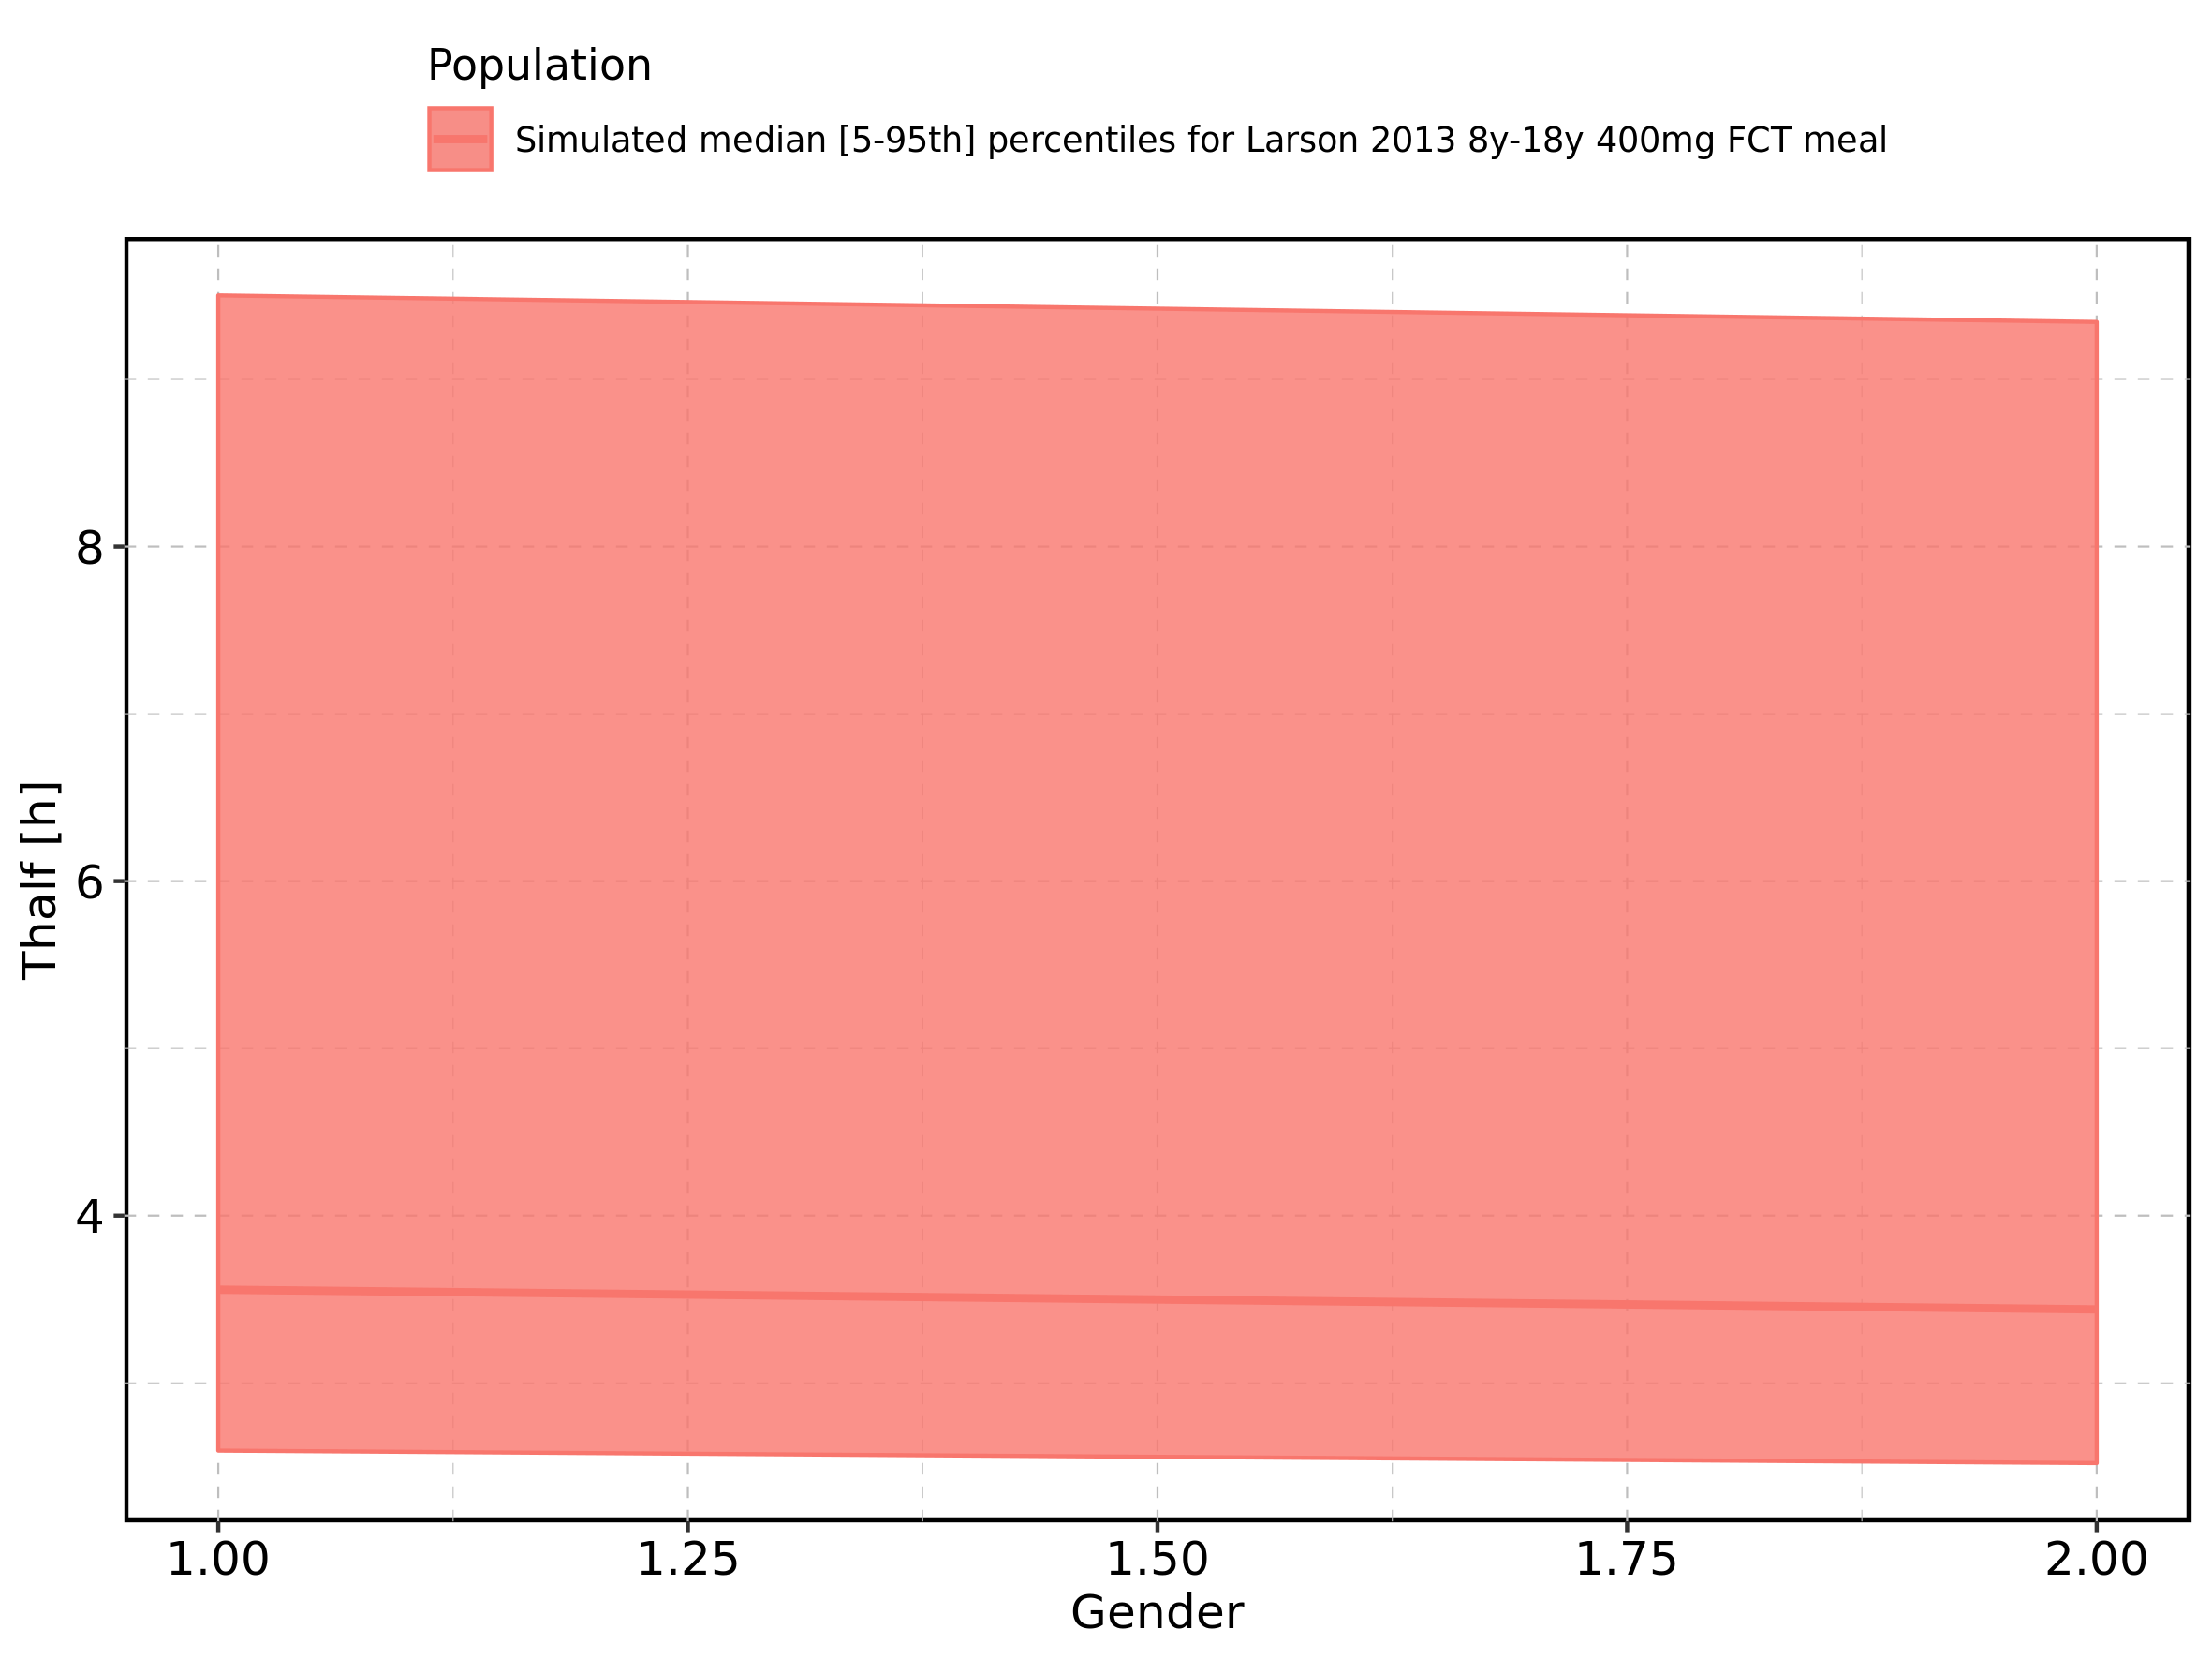 Population
Simulated median [5-95th] percentiles for Larson 2013 8y-18y 400mg FCT meal
Thalf [h]
8
6
4
1.00 1.25 1.50 1.75 2.00
Gender